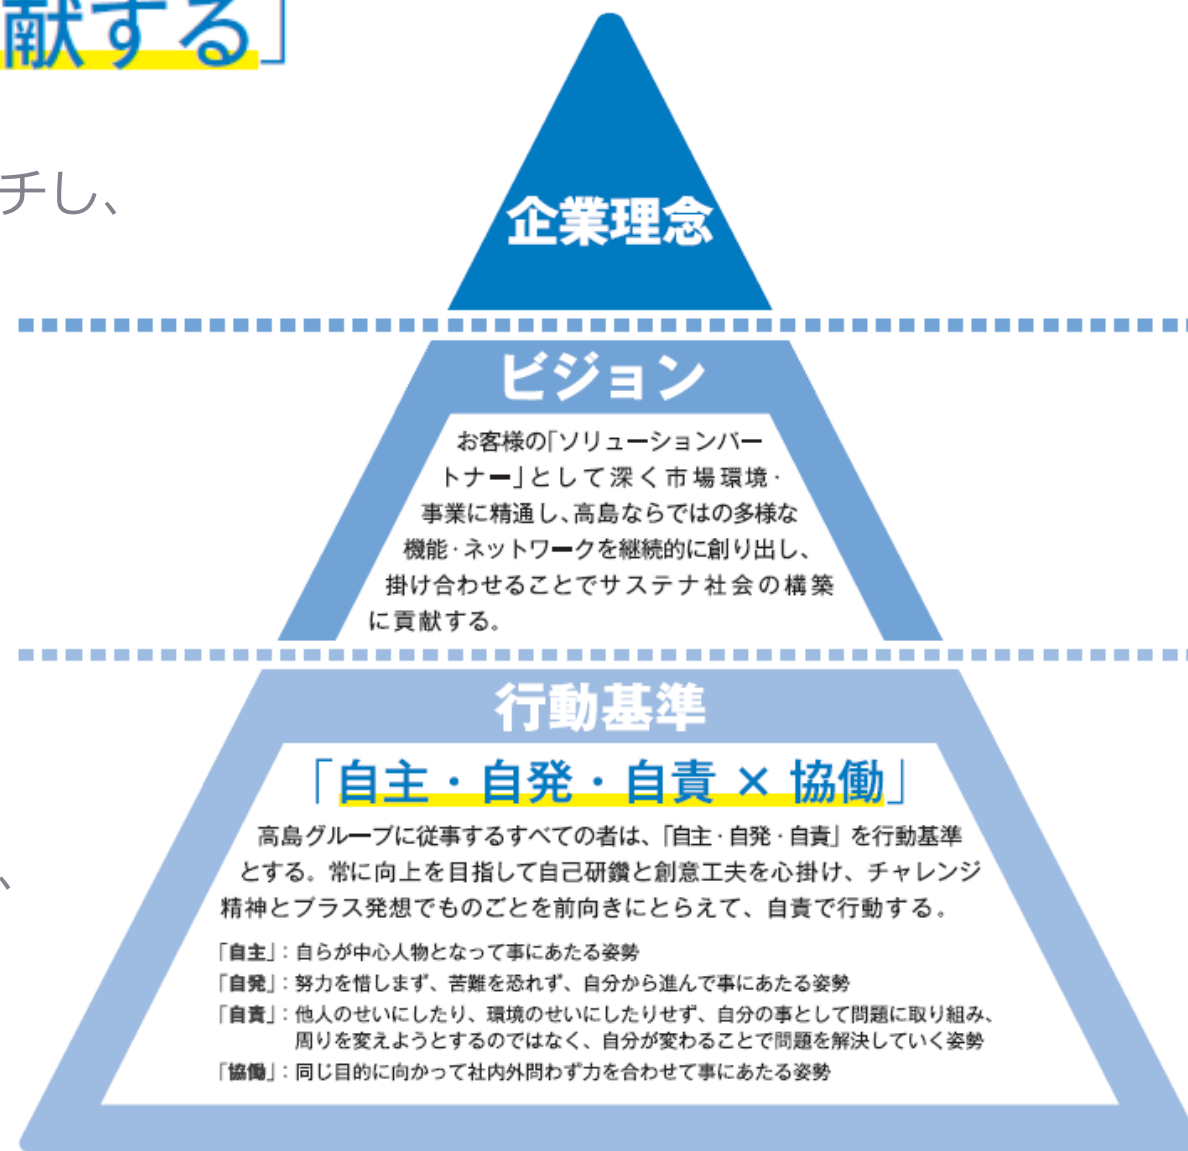 献する」
チし、
企業理念
ビジョン
お客様の「ソリューションパー
トナー」として深く市場環境・
事業に精通し、高島ならではの多様な
機能・ネットワークを継続的に創り出し、
掛け合わせることでサステナ社会の構築
に貢献する。
行動基準
「自主・自発・自責 × 協働」
高島グループに従事するすべての者は、「自主・自発・自責」を行動基準
とする。常に向上を目指して自己研鑽と創意工夫を心掛け、チャレンジ
精神とプラス発想でものごとを前向きにとらえて、自責で行動する。
、
「自主」：自らが中心人物となって事にあたる姿勢
「自発」：努力を惜しまず、苦難を恐れず、自分から進んで事にあたる姿勢
「自責」：他人のせいにしたり、環境のせいにしたりせず、自分の事として問題に取り組み、
周りを変えようとするのではなく、自分が変わることで問題を解決していく姿勢
「協働」：同じ目的に向かって社内外問わず力を合わせて事にあたる姿勢